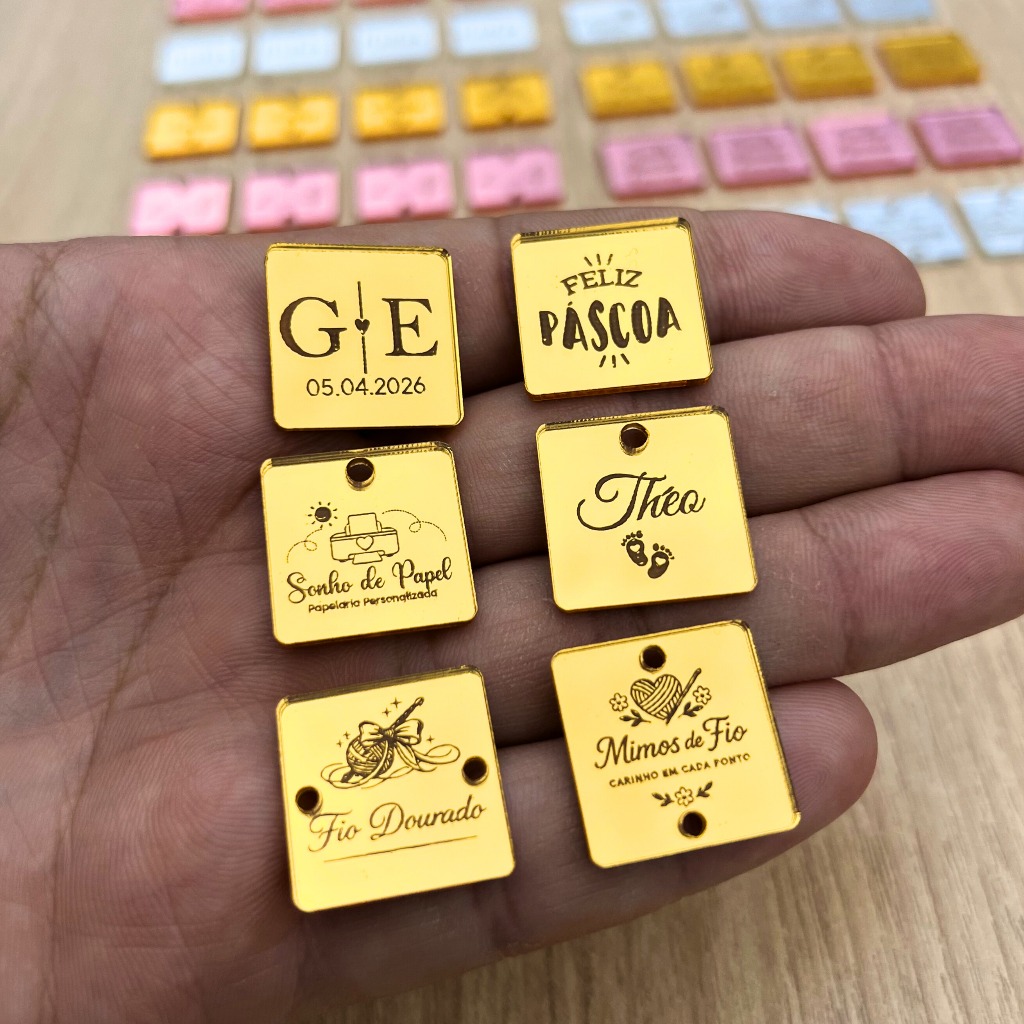 G E
05.04.2026
FELIZ
PÁSCOA
Sonho de Papel
Papelaria Personalizada
Théo
Fio Dourado
Mimos de Fio
CARINHO EM CADA PONTO